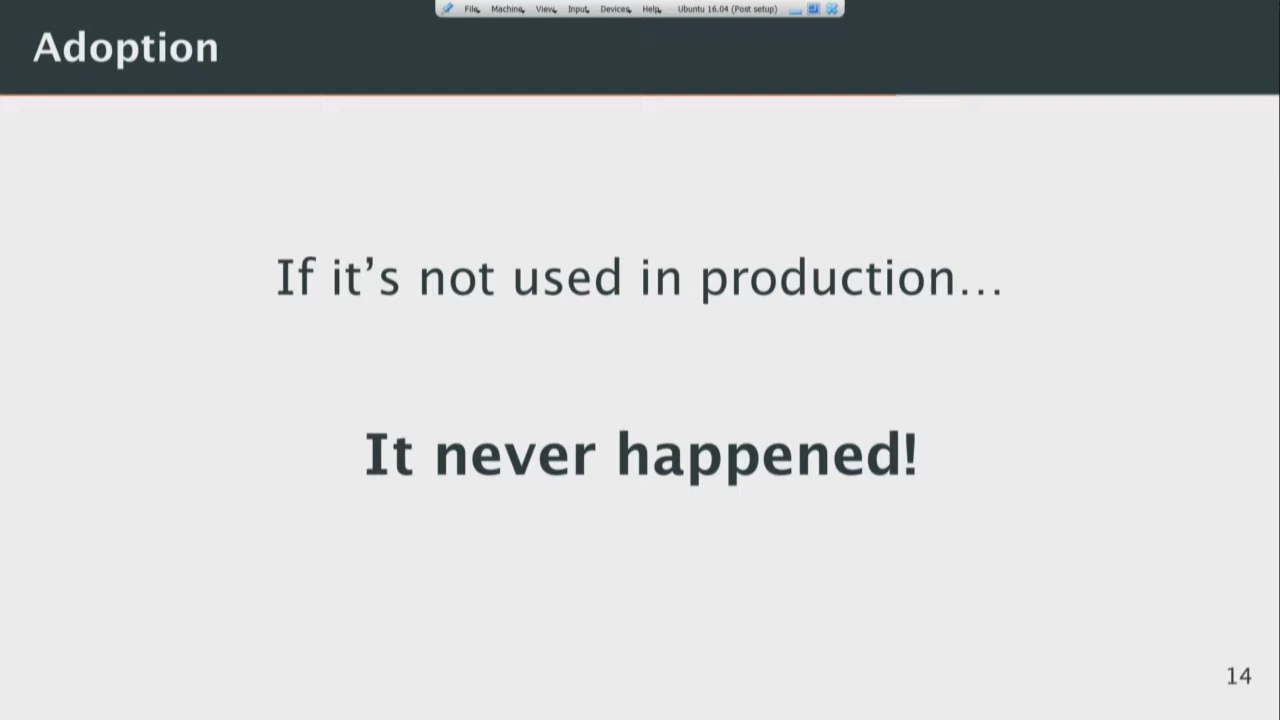 File Machine View Input Devices Help Ubuntu 16.04 (Post setup)
Adoption
If it’s not used in production…
It never happened!
14